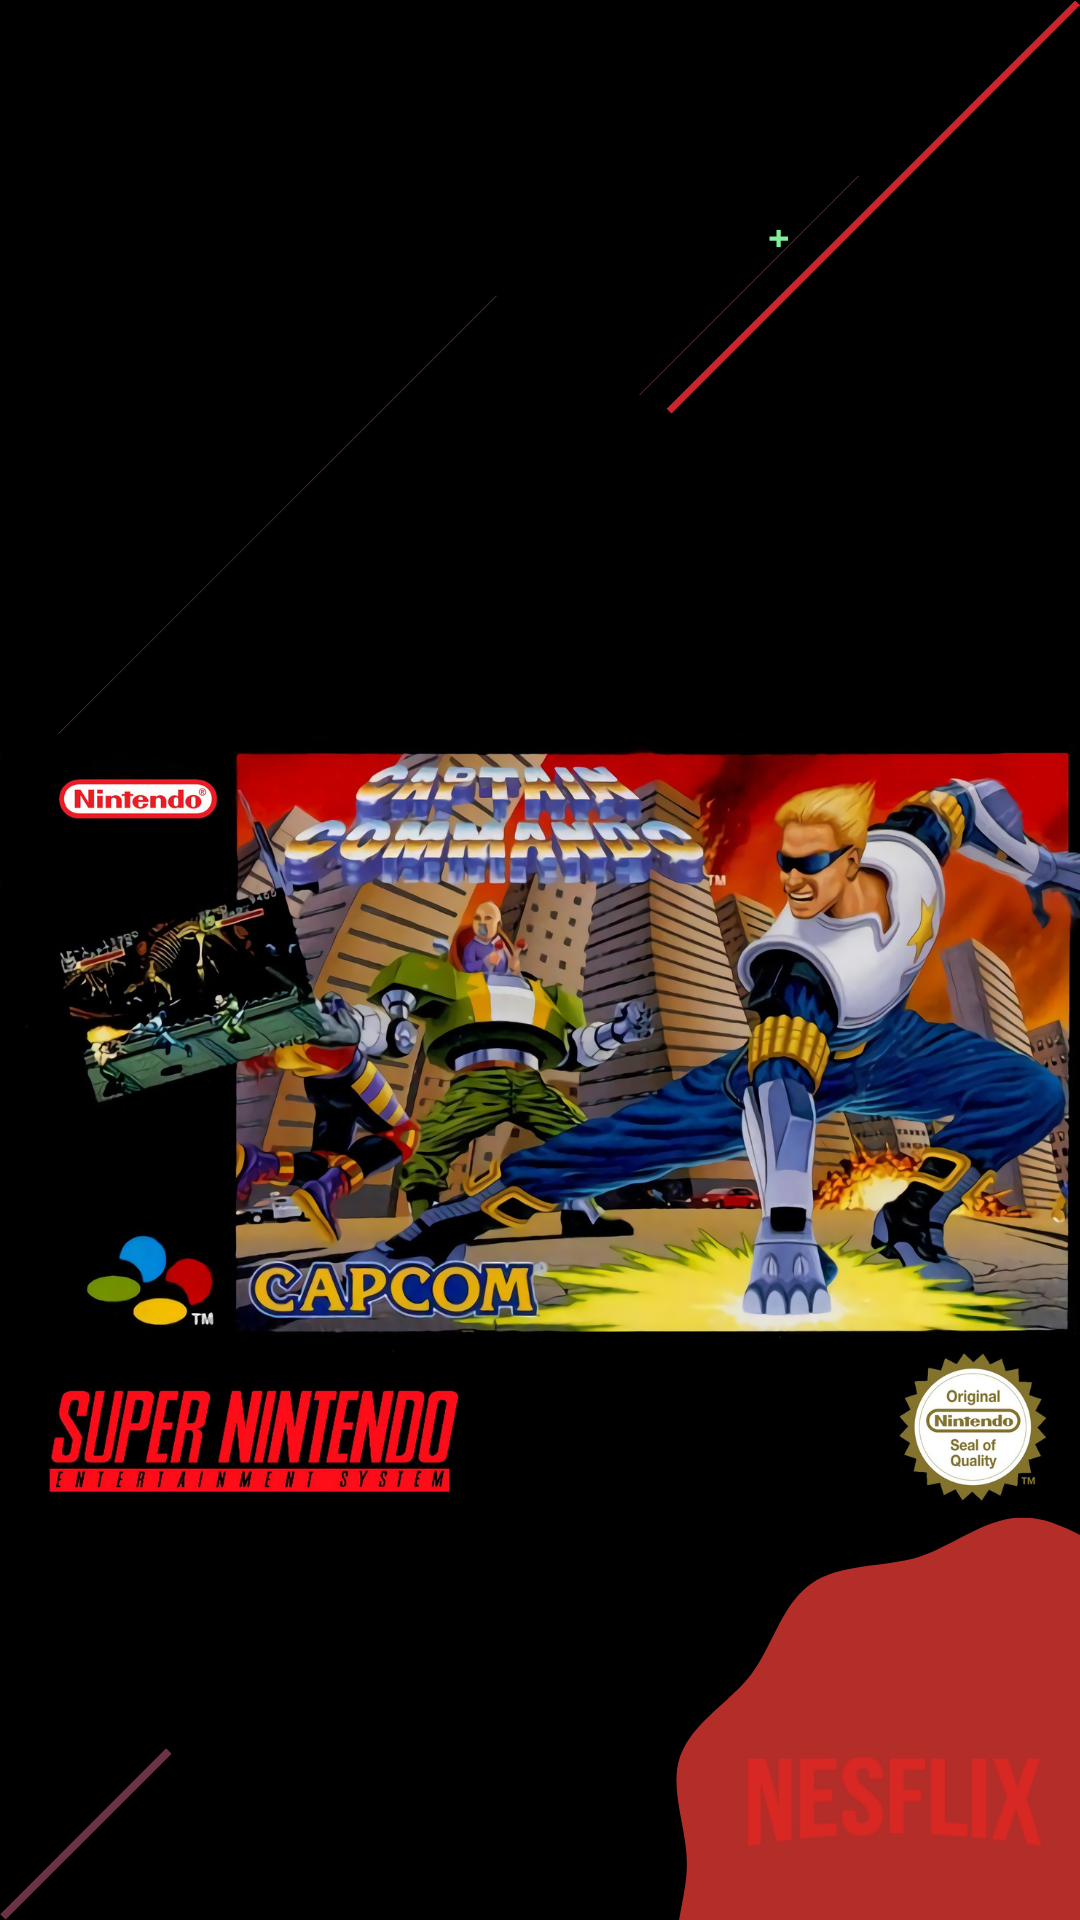 Nintendo®
CAPTAIN
COMMANDO
TM
CAPCOM
TM
SUPER NINTENDO
ENTERTAINMENT SYSTEM
Original
Nintendo
Seal of
Quality
TM
NESFLIX